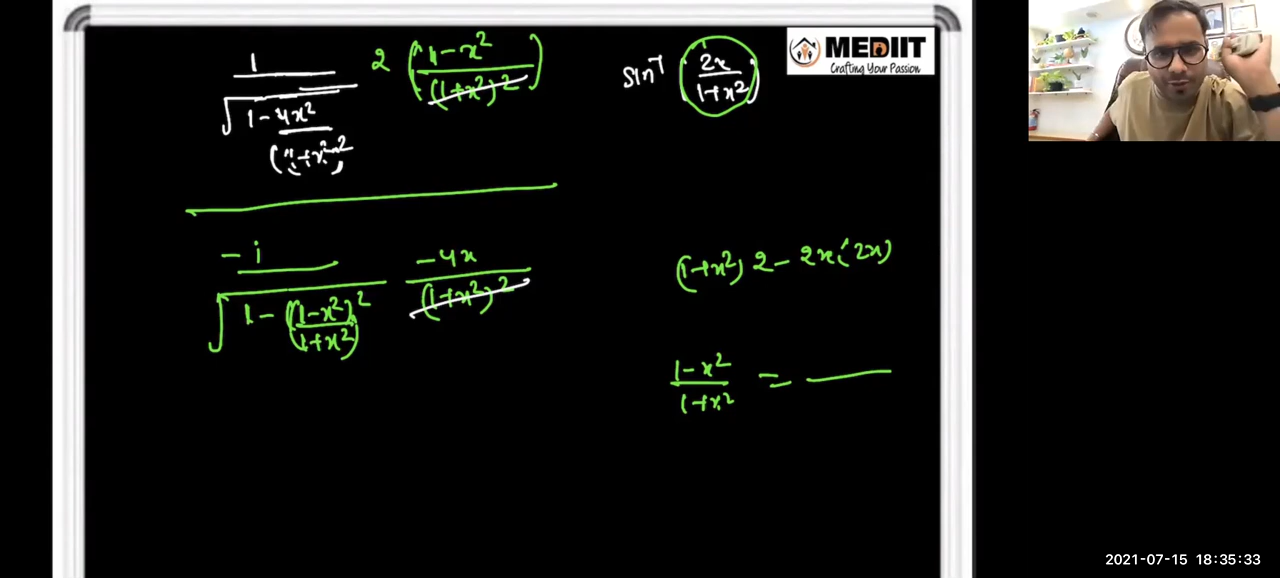 1 / √(1 - 4x² / (1+x²)²) 2 ((1-x²) / (1+x²)²)
sin⁻¹ (2x / 1+x²)
MEDIIT
Crafting Your Passion
-1 / √(1 - ((1-x²) / (1+x²))²) -4x / (1+x²)²
(1+x²) 2 - 2x (2x)
1-x² / 1+x² = —
2021-07-15 18:35:33